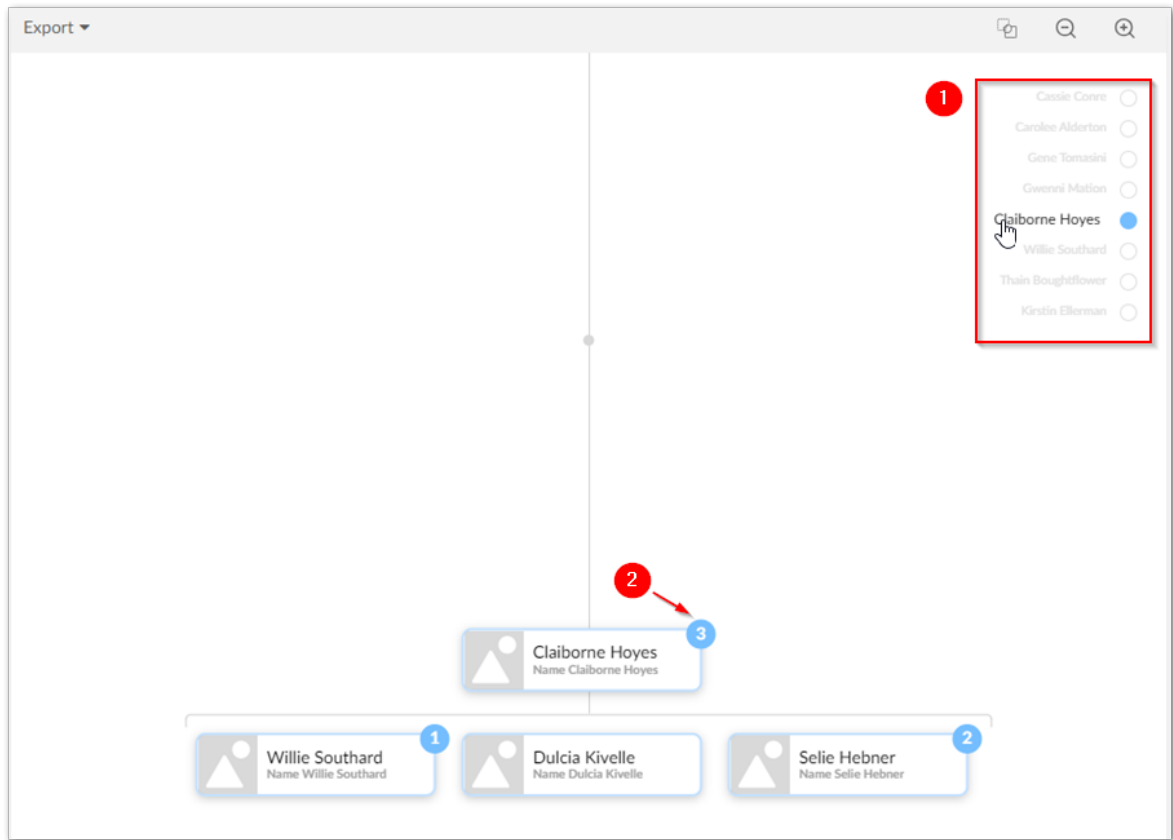 Export
1
Cassie Conre
Carolee Alderton
Gene Tomasini
Gwenni Mation
Claiborne Hoyes
Willie Southard
Thain Boughtflower
Kirstin Ellerman
2
3
Claiborne Hoyes
Name Claiborne Hoyes
1
Willie Southard
Name Willie Southard
Dulcia Kivelle
Name Dulcia Kivelle
2
Selie Hebner
Name Selie Hebner